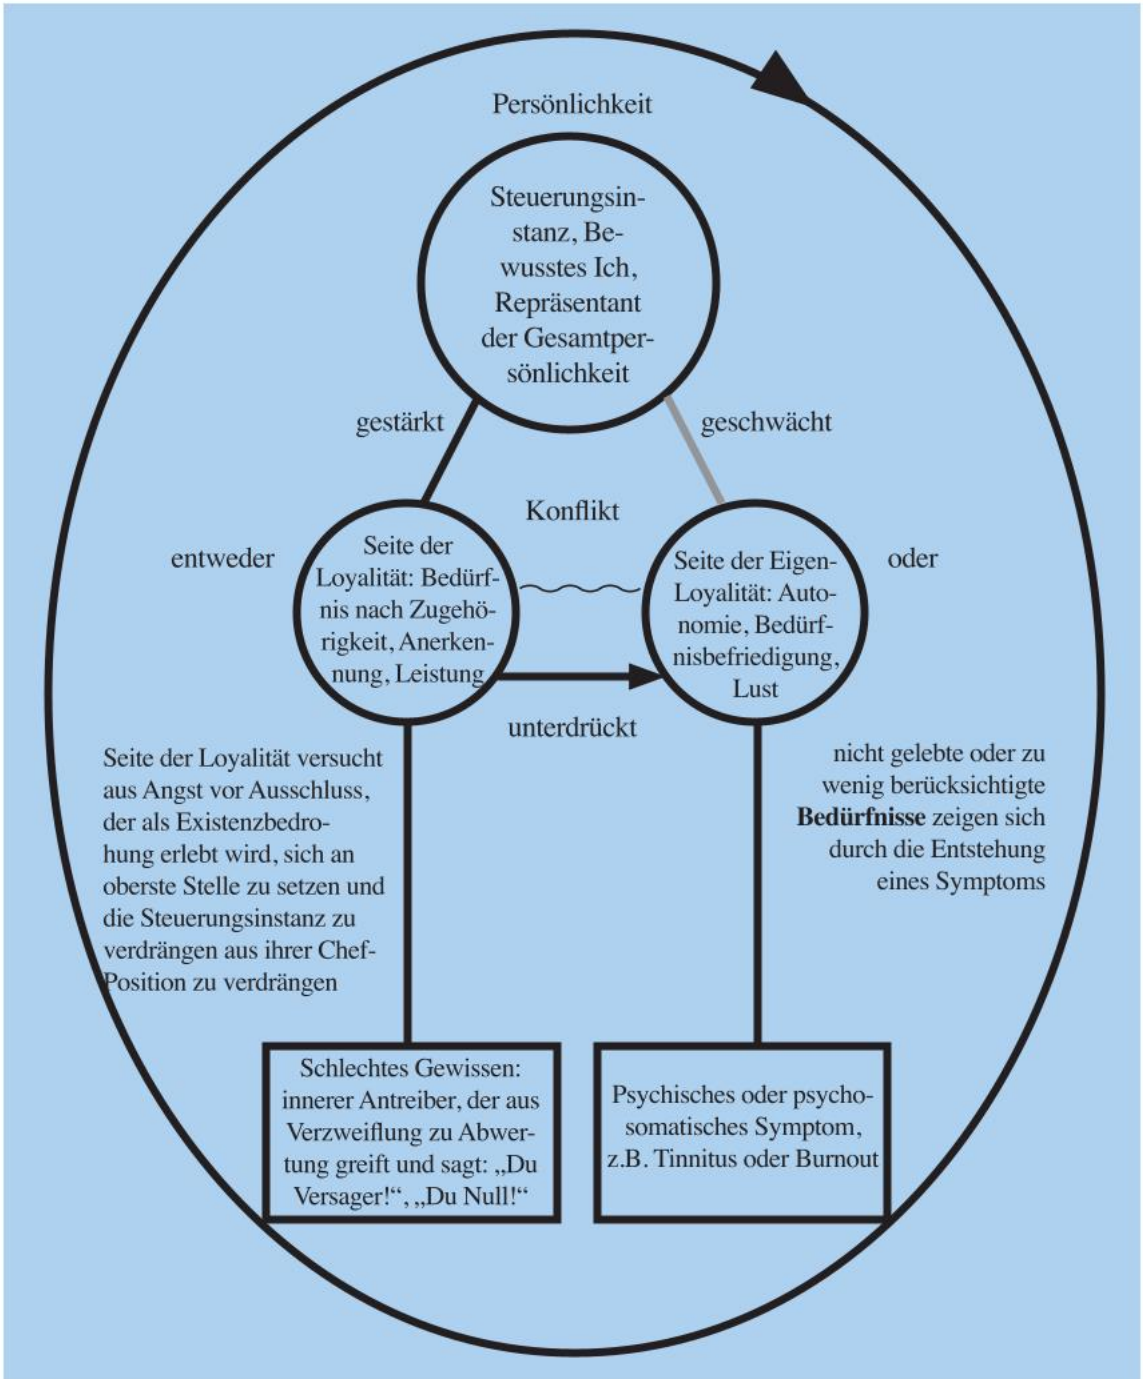 Persönlichkeit
Steuerungsin-
stanz, Be-
wusstes Ich,
Repräsentant
der Gesamtper-
sönlichkeit
gestärkt
geschwächt
Konflikt
entweder
Seite der
Loyalität: Bedürf-
nis nach Zugehö-
rigkeit, Anerken-
nung, Leistung
Seite der Eigen-
Loyalität: Auto-
nomie, Bedürf-
nisbefriedigung,
Lust
oder
unterdrückt
Seite der Loyalität versucht
aus Angst vor Ausschluss,
der als Existenzbedro-
hung erlebt wird, sich an
oberste Stelle zu setzen und
die Steuerungsinstanz zu
verdrängen aus ihrer Chef-
Position zu verdrängen
nicht gelebte oder zu
wenig berücksichtigte
Bedürfnisse zeigen sich
durch die Entstehung
eines Symptoms
Schlechtes Gewissen:
innerer Antreiber, der aus
Verzweiflung zu Abwer-
tung greift und sagt: „Du
Versager!“, „Du Null!“
Psychisches oder psycho-
somatisches Symptom,
z.B. Tinnitus oder Burnout